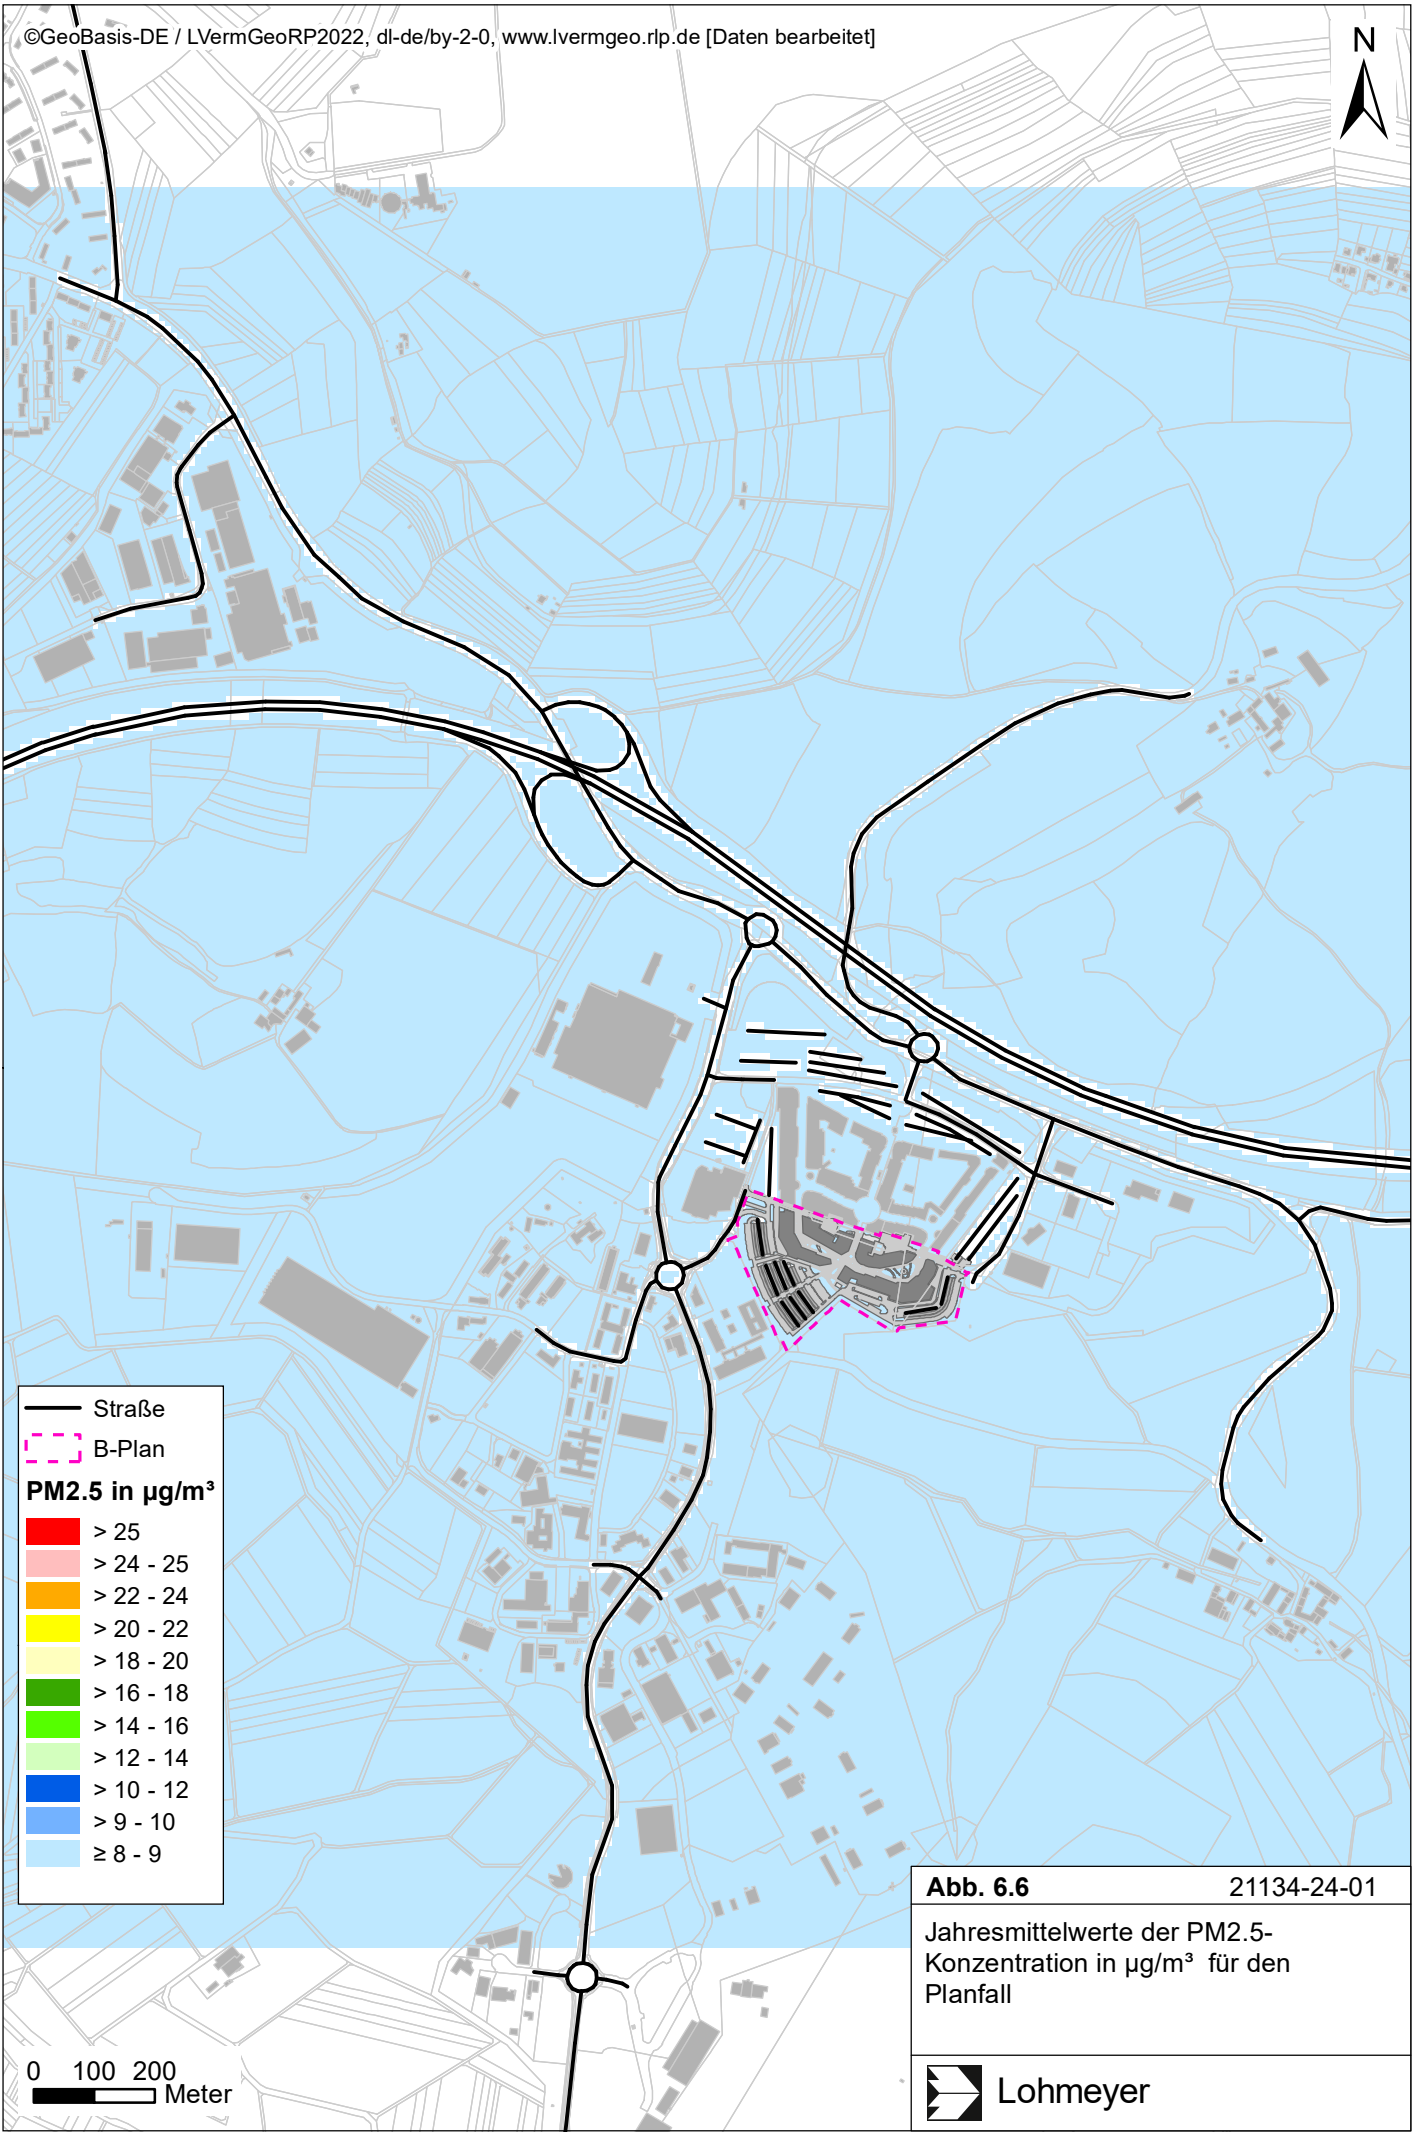 ©GeoBasis-DE / LVermGeoRP2022, dl-de/by-2-0, www.lvermgeo.rlp.de [Daten bearbeitet]
N
Straße
B-Plan
PM2.5 in µg/m³
> 25
> 24 - 25
> 22 - 24
> 20 - 22
> 18 - 20
> 16 - 18
> 14 - 16
> 12 - 14
> 10 - 12
> 9 - 10
≥ 8 - 9
0 100 200
Meter
Abb. 6.6 21134-24-01
Jahresmittelwerte der PM2.5-
Konzentration in µg/m³ für den
Planfall
Lohmeyer